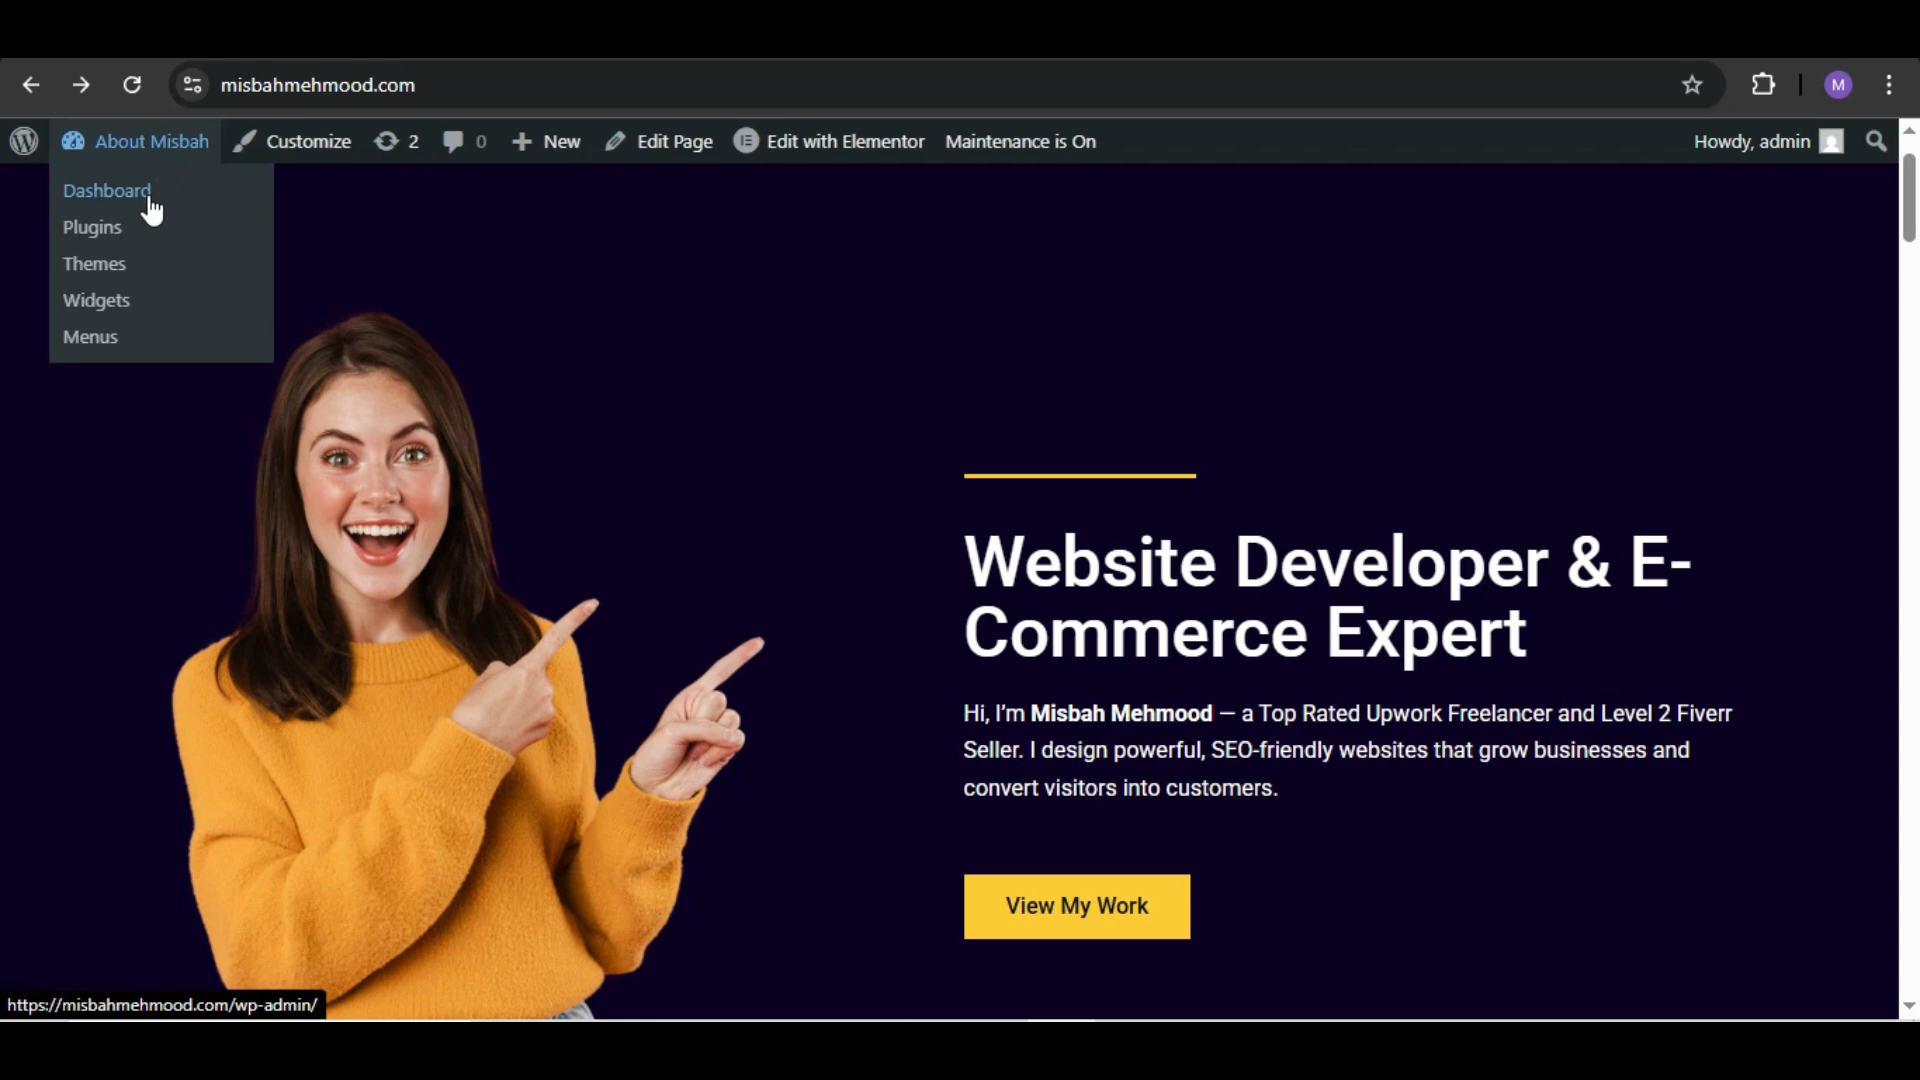 misbahmehmood.com
M
About Misbah Customize 2 0 New Edit Page Edit with Elementor Maintenance is On Howdy, admin
Dashboard
Plugins
Themes
Widgets
Menus
Website Developer & E-
Commerce Expert
Hi, I'm Misbah Mehmood – a Top Rated Upwork Freelancer and Level 2 Fiverr
Seller. I design powerful, SEO-friendly websites that grow businesses and
convert visitors into customers.
View My Work
https://misbahmehmood.com/wp-admin/